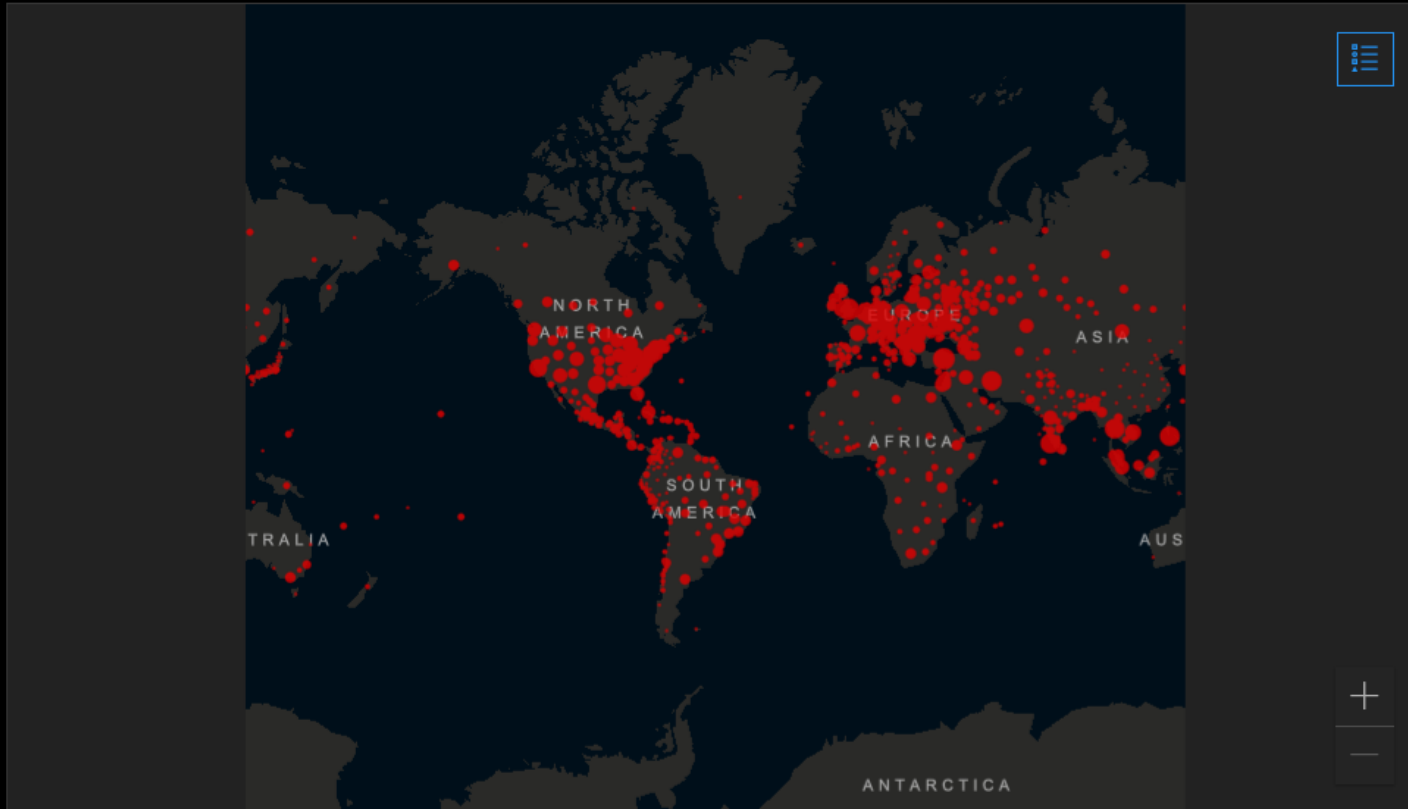 NORTH
AMERICA
EUROPE
ASIA
AFRICA
SOUTH
AMERICA
TRALIA
AUS
ANTARCTICA